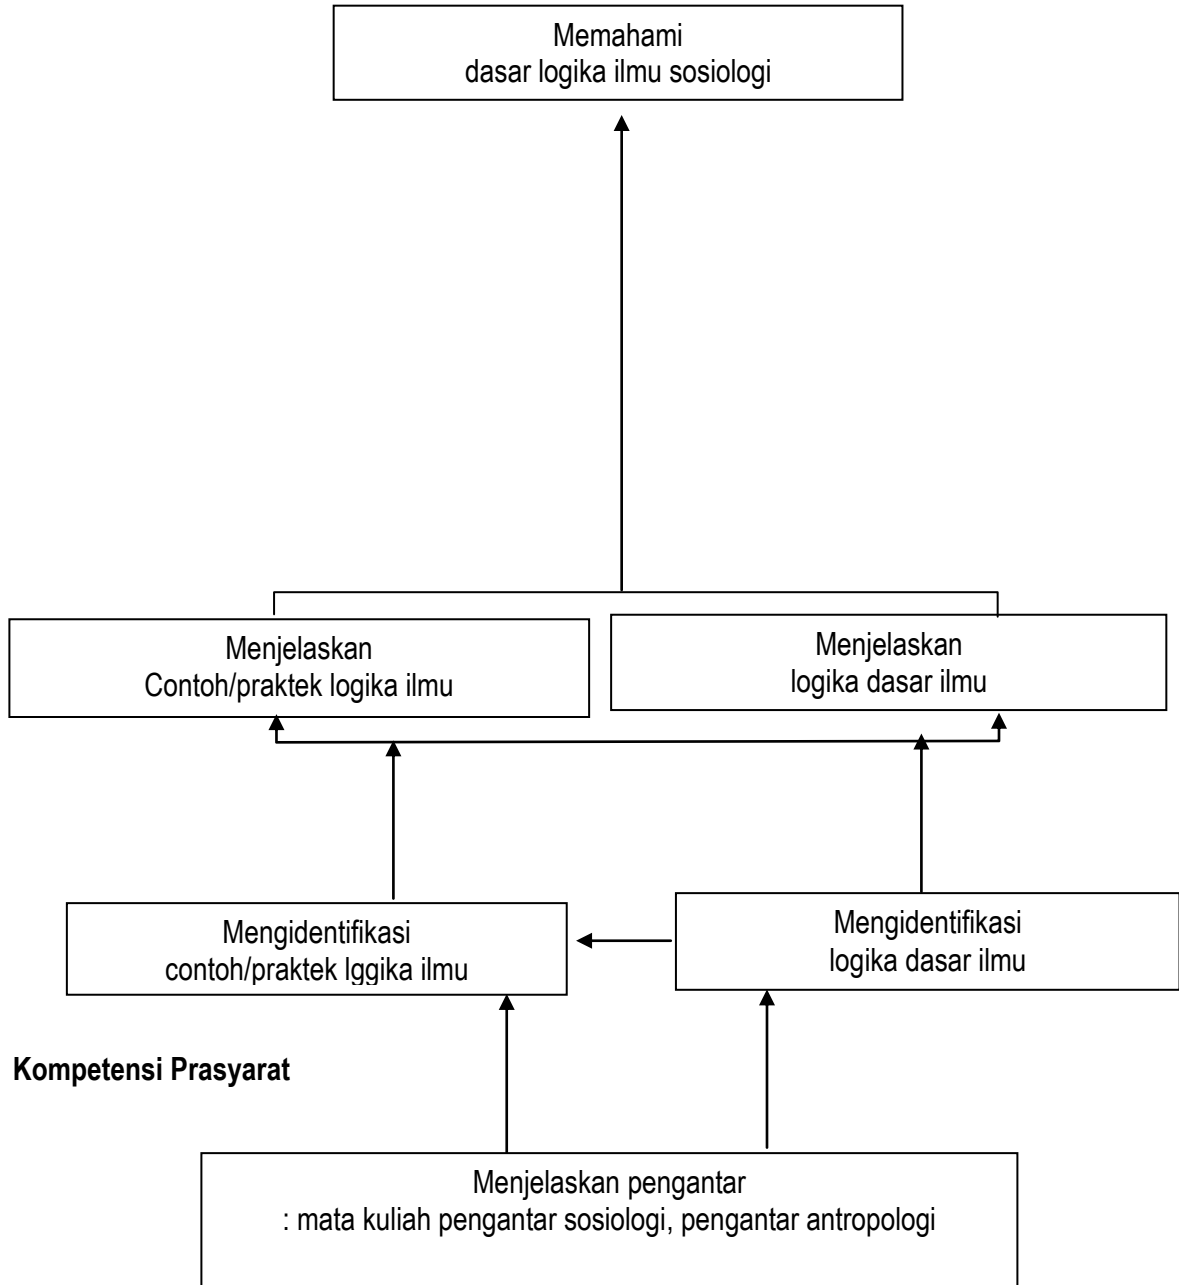 Memahami
dasar logika ilmu sosiologi
Menjelaskan
Contoh/praktek logika ilmu
Menjelaskan
logika dasar ilmu
Mengidentifikasi
contoh/praktek lggika ilmu
Mengidentifikasi
logika dasar ilmu
Kompetensi Prasyarat
Menjelaskan pengantar
: mata kuliah pengantar sosiologi, pengantar antropologi